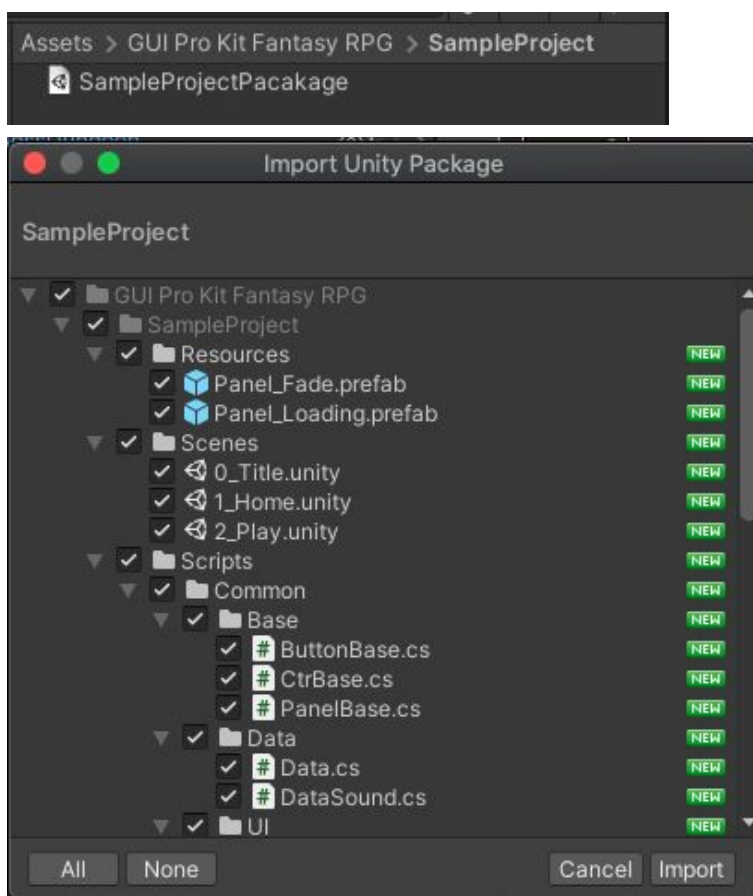 Assets > GUI Pro Kit Fantasy RPG > SampleProject
SampleProjectPacakage
Import Unity Package
SampleProject
GUI Pro Kit Fantasy RPG
SampleProject
Resources NEW
Panel_Fade.prefab NEW
Panel_Loading.prefab NEW
Scenes NEW
0_Title.unity NEW
1_Home.unity NEW
2_Play.unity NEW
Scripts NEW
Common NEW
Base NEW
# ButtonBase.cs NEW
# CtrBase.cs NEW
# PanelBase.cs NEW
Data NEW
# Data.cs NEW
# DataSound.cs NEW
UI NEW
All None Cancel Import